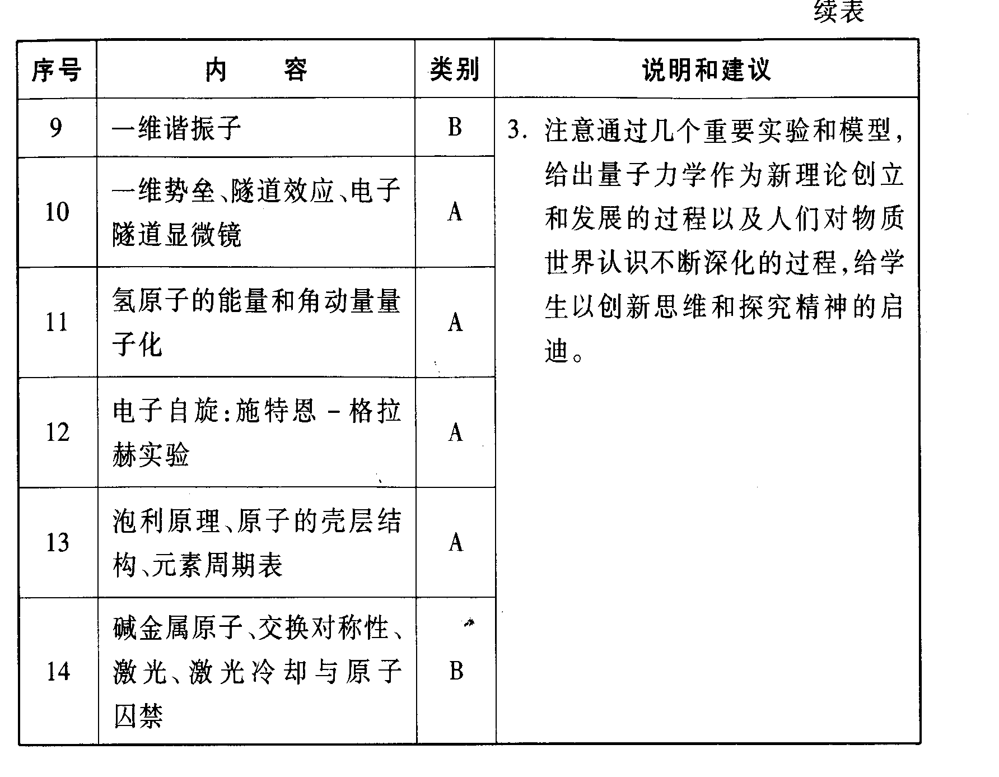 续表
序号 内 容 类别 说明和建议
9 一维谐振子 B
10 一维势垒、隧道效应、电子
隧道显微镜 A
11 氢原子的能量和角动量量
子化 A
12 电子自旋:施特恩-格拉
赫实验 A
13 泡利原理、原子的壳层结
构、元素周期表 A
14 碱金属原子、交换对称性、
激光、激光冷却与原子
囚禁 B
3. 注意通过几个重要实验和模型,
给出量子力学作为新理论创立
和发展的过程以及人们对物质
世界认识不断深化的过程,给学
生以创新思维和探究精神的启
迪。